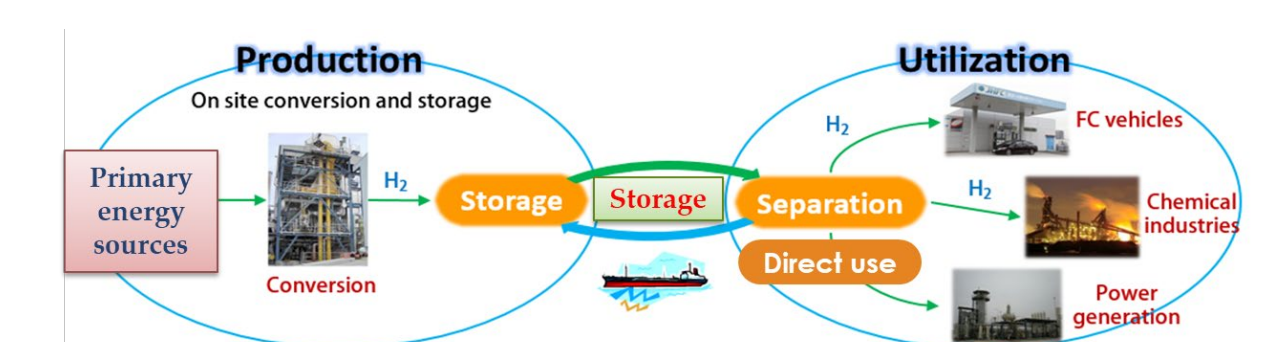 Production
Utilization
On site conversion and storage
Primary
energy
sources
Conversion
H₂
Storage
Storage
Separation
Direct use
H₂
FC vehicles
H₂
Chemical
industries
Power
generation